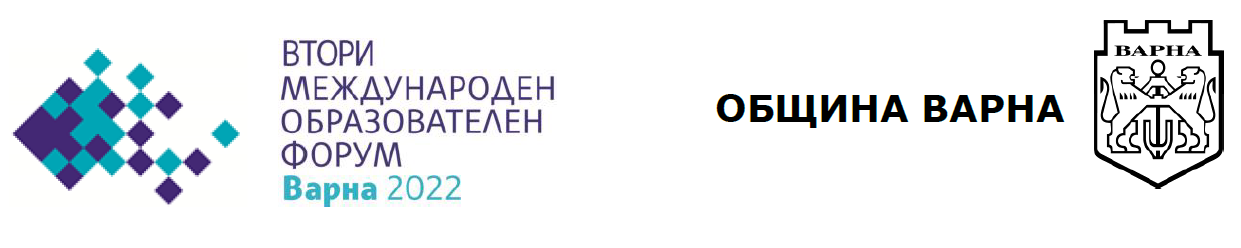 ВТОРИ
МЕЖДУНАРОДЕН
ОБРАЗОВАТЕЛЕН
ФОРУМ
Варна 2022
ОБЩИНА ВАРНА
ВАРНА